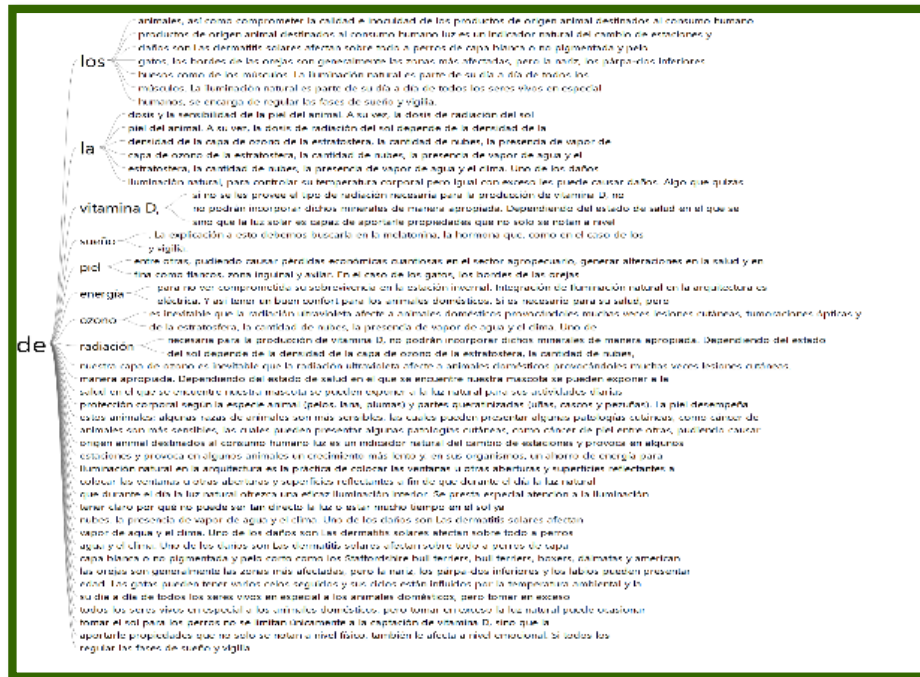 animales, así como comprometer la calidad e inocuidad de los productos de origen animal destinados al consumo humano
productos de origen animal destinados al consumo humano luz es un indicador natural del cambio de estaciones y
daños son Las dermatitis solares afectan sobre todo a perros de capa blanca o no pigmentada y pelo
los
gatos, los bordes de las orejas son generalmente las zonas más afectadas, pero la nariz, los párpa-dos inferiores
huesos como de los músculos. La iluminación natural es parte de su día a día de todos los
músculos. La iluminación natural es parte de su día a día de todos los seres vivos en especial
humanos, se encarga de regular las fases de sueño y vigilia.
dosis y la sensibilidad de la piel del animal. A su vez, la dosis de radiación del sol
piel del animal. A su vez, la dosis de radiación del sol depende de la densidad de la
densidad de la capa de ozono de la estratosfera, la cantidad de nubes, la presencia de vapor de
la
capa de ozono de la estratosfera, la cantidad de nubes, la presencia de vapor de agua y el
estratosfera, la cantidad de nubes, la presencia de vapor de agua y el clima. Uno de los daños
iluminación natural, para controlar su temperatura corporal pero igual con exceso les puede causar daños. Algo que quizas
si no se les provee el tipo de radiación necesaria para la producción de vitamina D, no
vitamina D,
no podrán incorporar dichos minerales de manera apropiada. Dependiendo del estado de salud en el que se
sino que la luz solar es capaz de aportarle propiedades que no solo se notan a nivel
sueño
. La explicación a esto debemos buscarla en la melatonina, la hormona que, como en el caso de los
y vigilia.
piel
entre otras, pudiendo causar pérdidas económicas cuantiosas en el sector agropecuario, generar alteraciones en la salud y en
fina como flancos, zona inguinal y axilar. En el caso de los gatos, los bordes de las orejas
energía
para no ver comprometida su sobrevivencia en la estación invernal. Integración de iluminación natural en la arquitectura es
eléctrica. Y así tener un buen confort para los animales domésticos. Si es necesario para su salud, pero
ozono
es inevitable que la radiación ultravioleta afecte a animales domésticos provocándoles muchas veces lesiones cutáneas, tumoraciones ópticas y
de la estratosfera, la cantidad de nubes, la presencia de vapor de agua y el clima. Uno de
de
radiación
necesaria para la producción de vitamina D, no podrán incorporar dichos minerales de manera apropiada. Dependiendo del estado
del sol depende de la densidad de la capa de ozono de la estratosfera, la cantidad de nubes,
nuestra capa de ozono es inevitable que la radiación ultravioleta afecte a animales domésticos provocándoles muchas veces lesiones cutáneas
manera apropiada. Dependiendo del estado de salud en el que se encuentre nuestra mascota se pueden exponer a la
salud en el que se encuentre nuestra mascota se pueden exponer a la luz natural para sus actividades diarias
protección corporal según la especie animal (pelos, lana, plumas) y partes queratinizadas (uñas, cascos y pezuñas). La piel desempeña
estos animales; algunas razas de animales son mas sensibles, las cuales pueden presentar algunas patologías cutáneas, como cáncer de
animales son mas sensibles, las cuales pueden presentar algunas patologías cutáneas, como cáncer de piel entre otras, pudiendo causar
origen animal destinados al consumo humano luz es un indicador natural del cambio de estaciones y provoca en algunos
estaciones y provoca en algunos animales un crecimiento más lento y, en sus organismos, un ahorro de energía para
iluminación natural en la arquitectura es la práctica de colocar las ventanas u otras aberturas y superficies reflectantes a
colocar las ventanas u otras aberturas y superficies reflectantes a fin de que durante el día la luz natural
que durante el día la luz natural ofrezca una eficaz iluminación interior. Se presta especial atención a la iluminación
tener claro por qué no puede ser tan directo la luz o estar mucho tiempo en el sol ya
nubes, la presencia de vapor de agua y el clima. Uno de los daños son Las dermatitis solares afectan
vapor de agua y el clima. Uno de los daños son Las dermatitis solares afectan sobre todo a perros
agua y el clima. Uno de los daños son Las dermatitis solares afectan sobre todo a perros de capa
capa blanca o no pigmentada y pelo corto como los Staffordshire bull terriers, bull terriers, boxers, dálmatas y american
las orejas son generalmente las zonas más afectadas, pero la nariz, los párpa-dos inferiores y los labios pueden presentar
edad. Las gatas pueden tener varios celos seguidos y sus ciclos están influidos por la temperatura ambiental y la
su día a día de todos los seres vivos en especial a los animales domésticos, pero tomar en exceso
todos los seres vivos en especial a los animales domésticos, pero tomar en exceso la luz natural puede ocasionar
tomar el sol para los perros no se limitan únicamente a la captación de vitamina D, sino que la
aportarle propiedades que no solo se notan a nivel físico, también le afecta a nivel emocional. Si todos los
regular las fases de sueño y vigilia